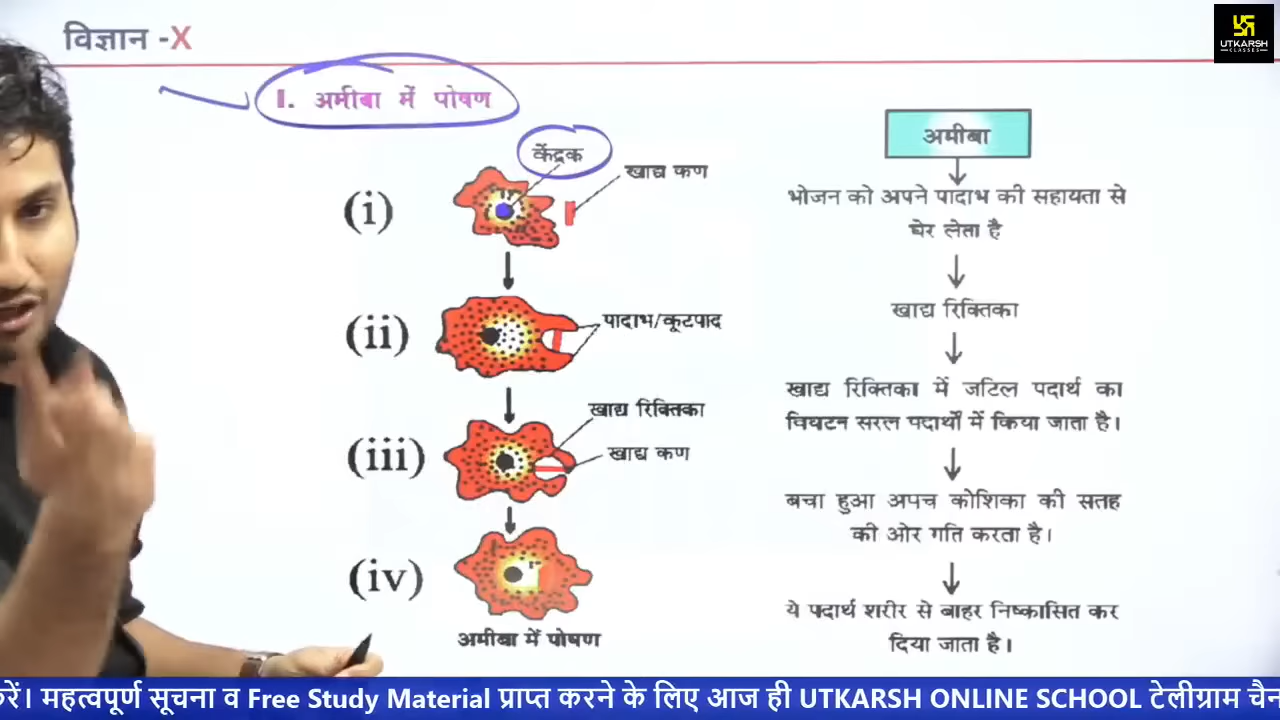 विज्ञान -X
UTKARSH
CLASSES
I. अमीबा में पोषण
केंद्रक
खाद्य कण
(i)
(ii)
पादाभ/कूटपाद
खाद्य रिक्तिका
(iii)
खाद्य कण
(iv)
अमीबा में पोषण
अमीबा
भोजन को अपने पादाभ की सहायता से
घेर लेता है
खाद्य रिक्तिका
खाद्य रिक्तिका में जटिल पदार्थ का
विघटन सरल पदार्थों में किया जाता है।
बचा हुआ अपच कोशिका की सतह
की ओर गति करता है।
ये पदार्थ शरीर से बाहर निष्कासित कर
दिया जाता है।
करें। महत्वपूर्ण सूचना व Free Study Material प्राप्त करने के लिए आज ही UTKARSH ONLINE SCHOOL टेलीग्राम